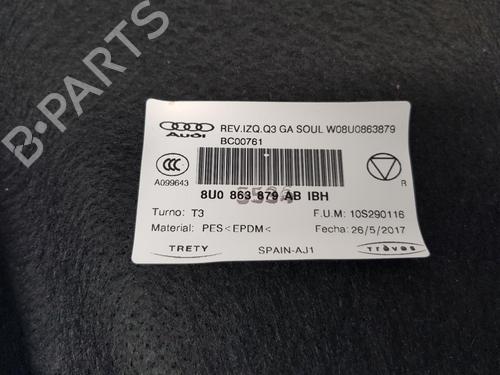 Audi
REV.IZQ.Q3 GA SOUL W08U0863879
BC00761
A099643
R
8U0 863 879 AB IBH
Turno: T3
F.U.M: 10S290116
Material: PES<EPDM<
Fecha: 26/5/2017
TRETY
SPAIN-AJ1
Trèves
B-PARTS